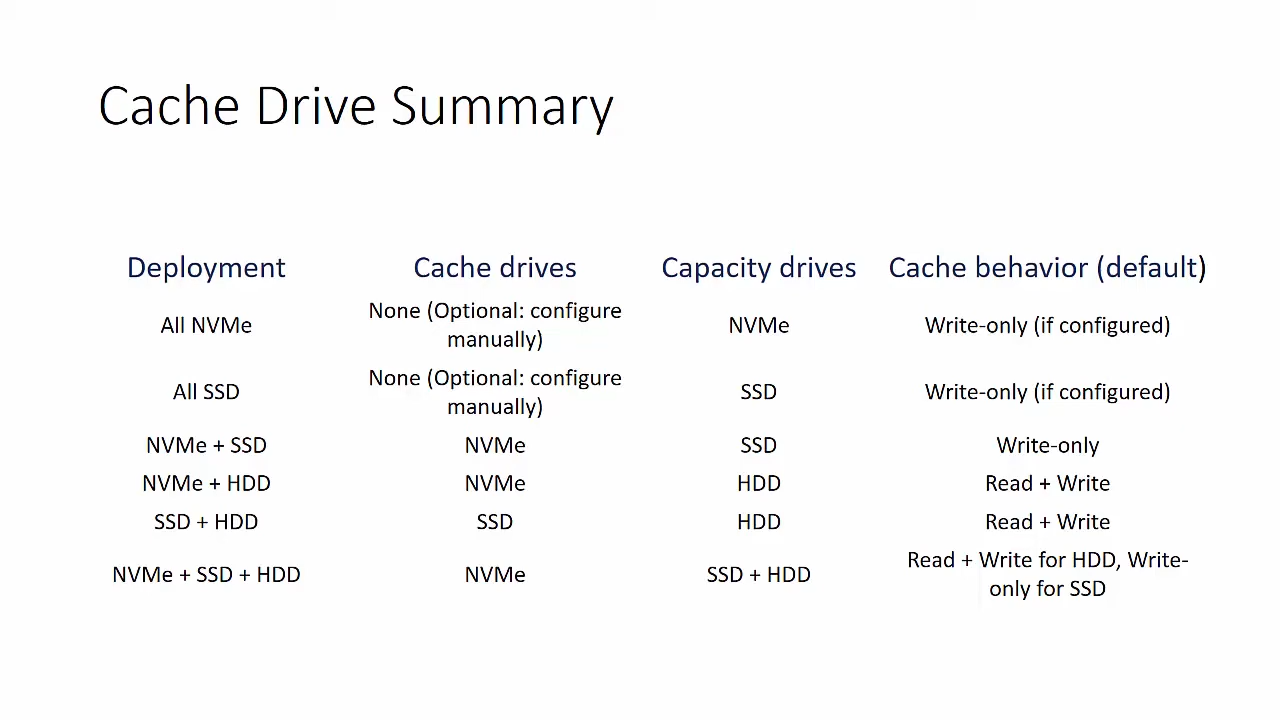 Cache Drive Summary
Deployment Cache drives Capacity drives Cache behavior (default)
All NVMe None (Optional: configure manually) NVMe Write-only (if configured)
All SSD None (Optional: configure manually) SSD Write-only (if configured)
NVMe + SSD NVMe SSD Write-only
NVMe + HDD NVMe HDD Read + Write
SSD + HDD SSD HDD Read + Write
NVMe + SSD + HDD NVMe SSD + HDD Read + Write for HDD, Write-only for SSD